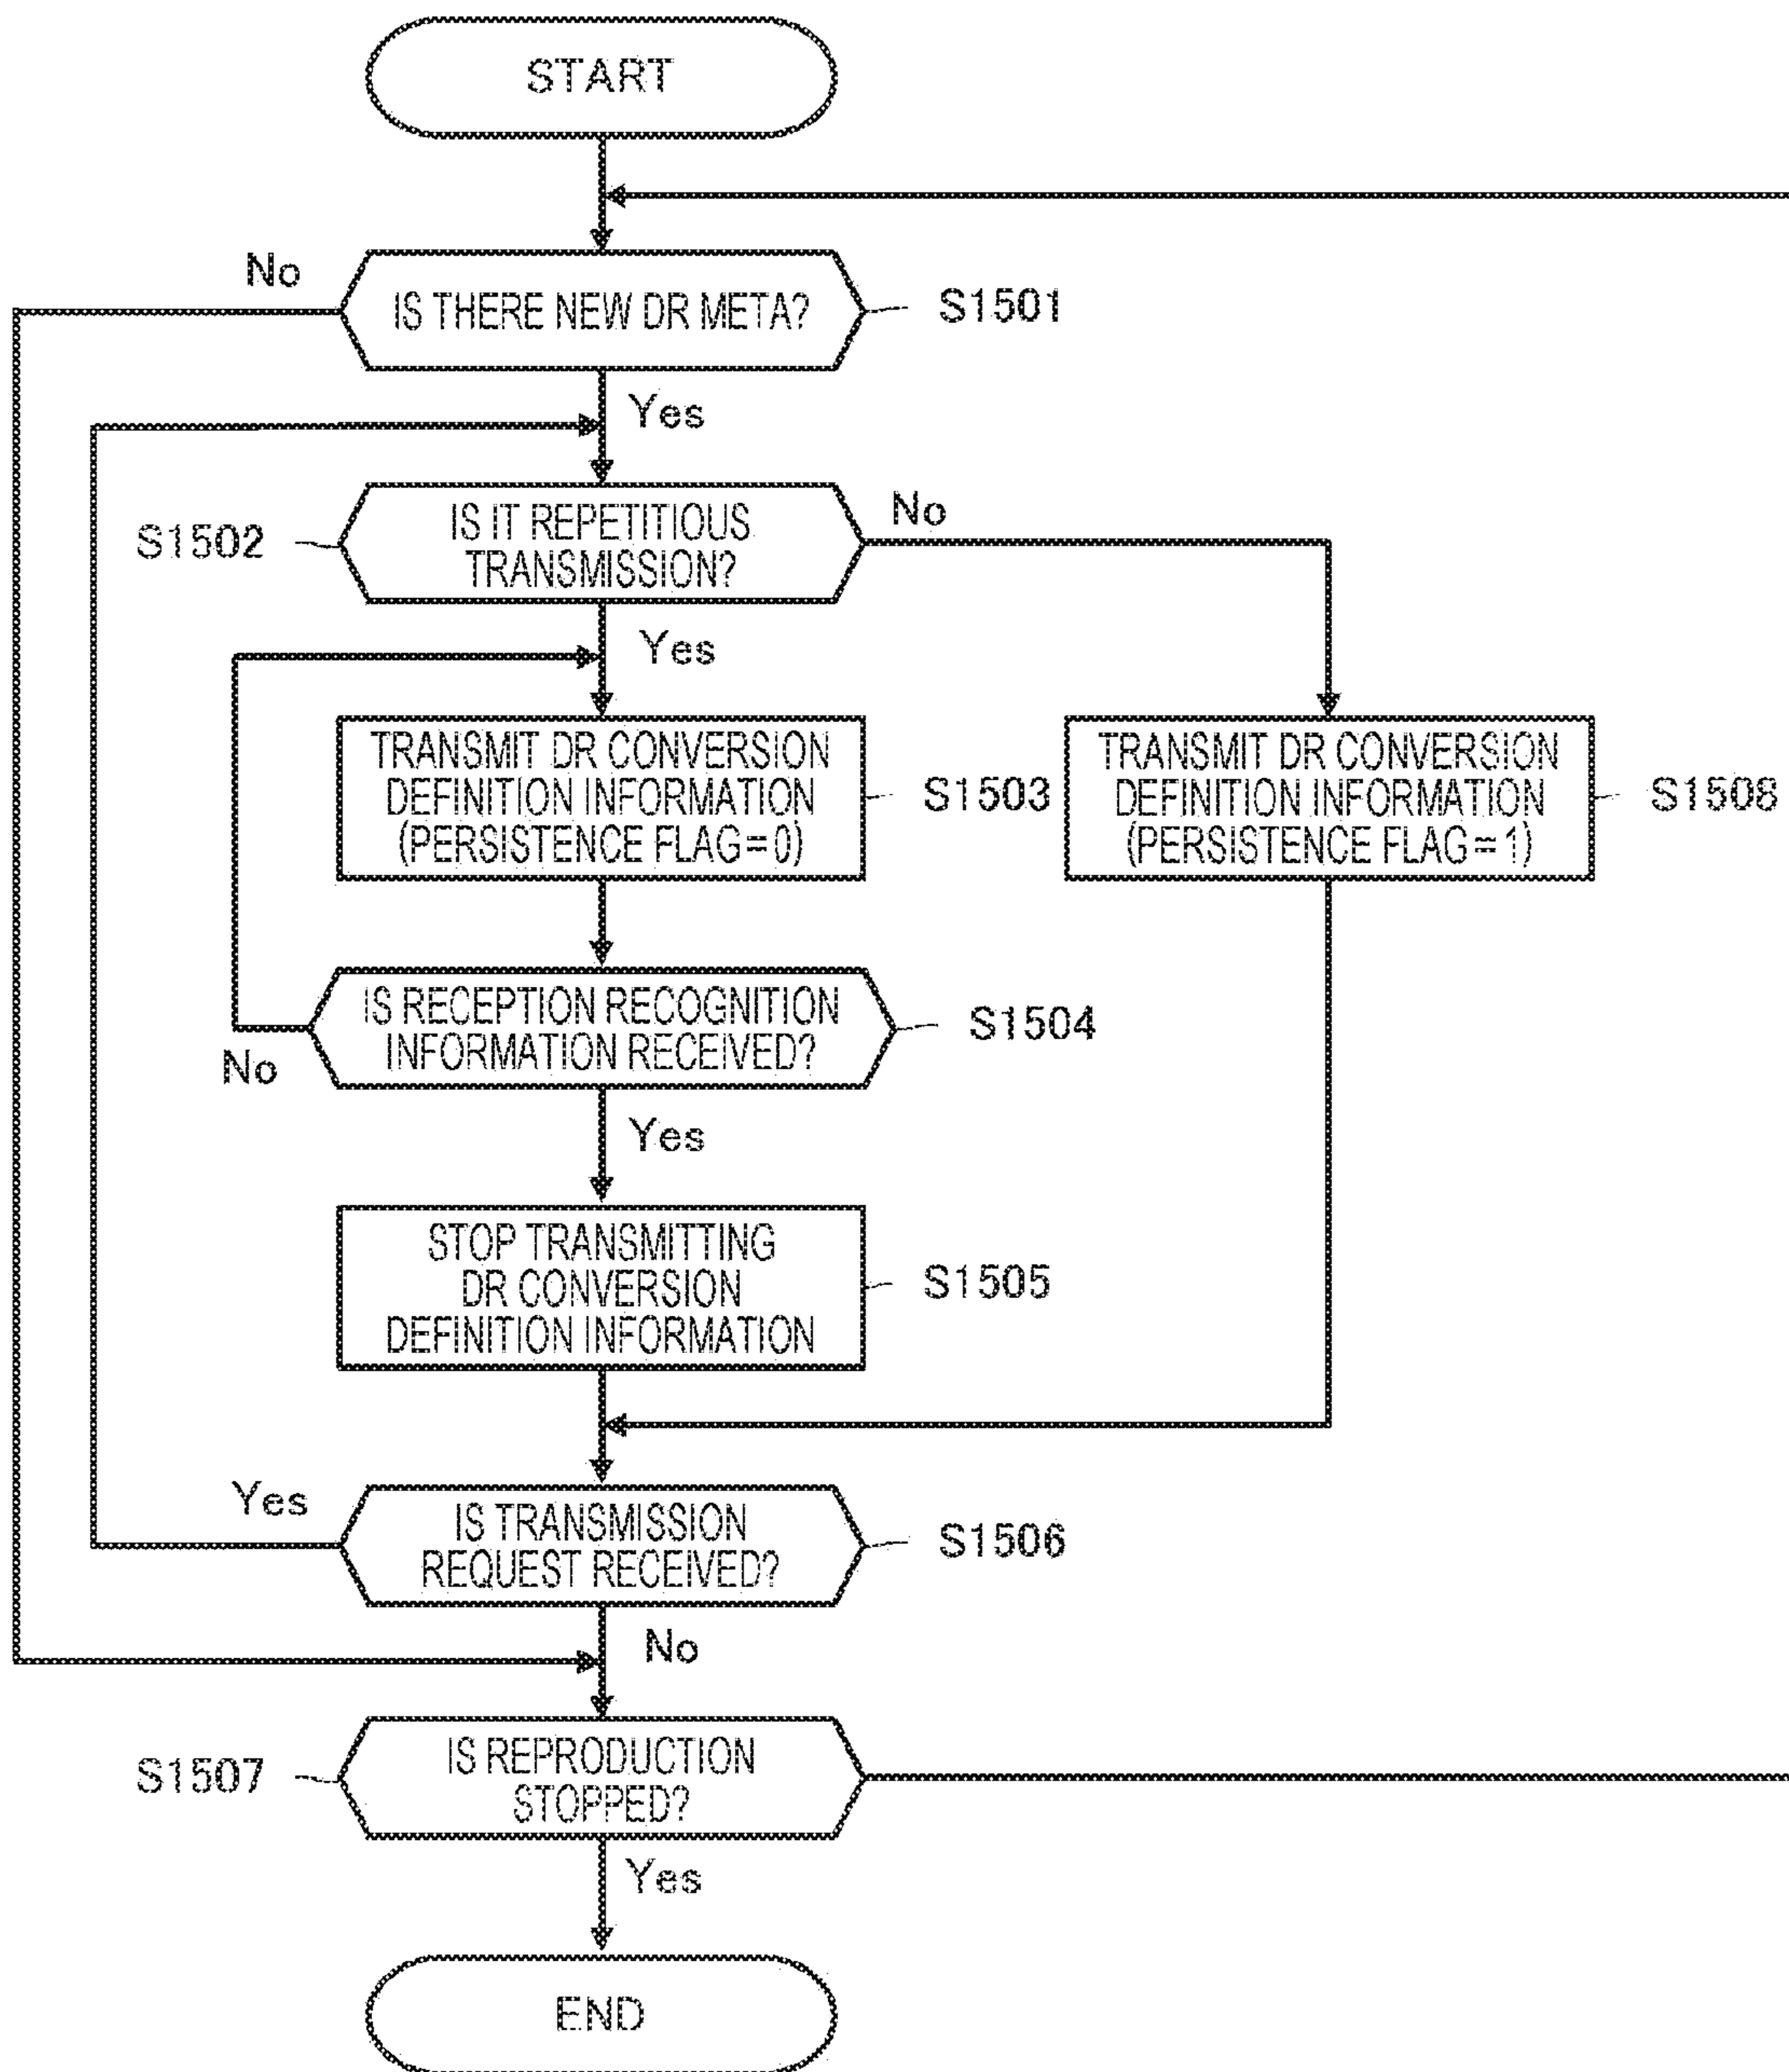 START
No
IS THERE NEW DR META?
S1501
Yes
S1502
IS IT REPETITIOUS
TRANSMISSION?
No
Yes
TRANSMIT DR CONVERSION
DEFINITION INFORMATION
(PERSISTENCE FLAG=0)
S1503
TRANSMIT DR CONVERSION
DEFINITION INFORMATION
(PERSISTENCE FLAG=1)
S1508
IS RECEPTION RECOGNITION
INFORMATION RECEIVED?
S1504
No
Yes
STOP TRANSMITTING
DR CONVERSION
DEFINITION INFORMATION
S1505
Yes
IS TRANSMISSION
REQUEST RECEIVED?
S1506
No
S1507
IS REPRODUCTION
STOPPED?
Yes
END